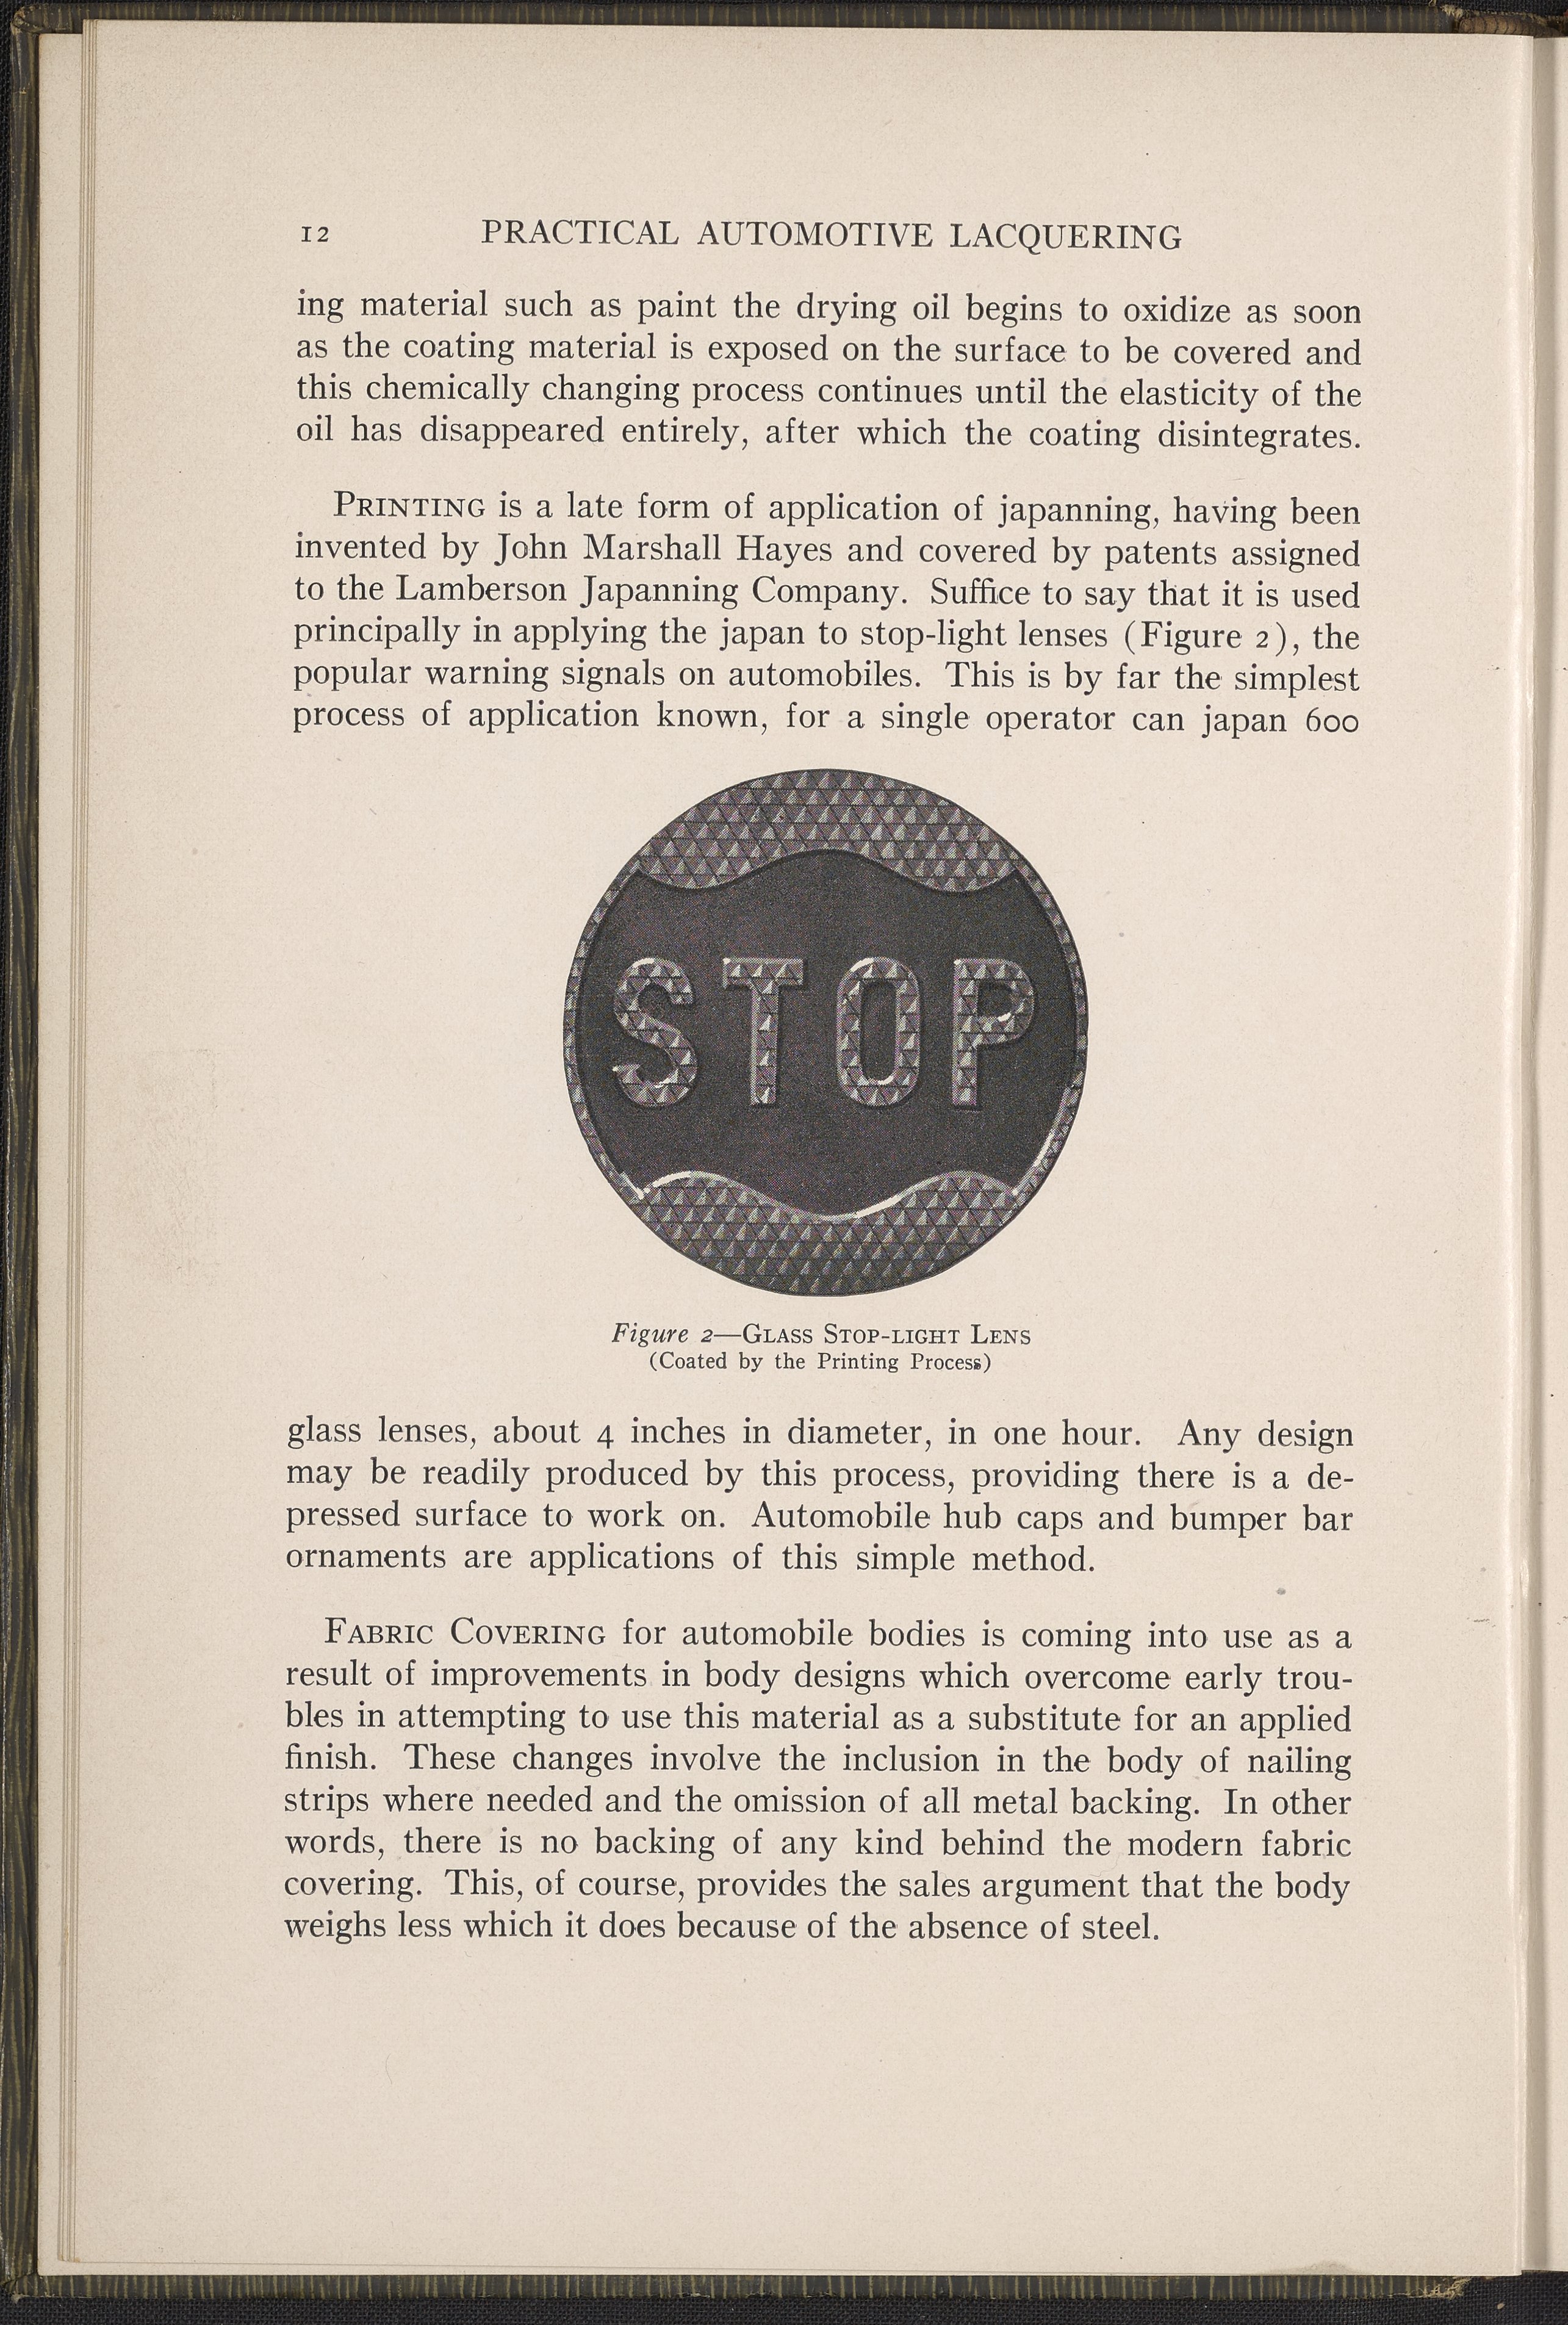 12 PRACTICAL AUTOMOTIVE LACQUERING
ing material such as paint the drying oil begins to oxidize as soon
as the coating material is exposed on the surface to be covered and
this chemically changing process continues until the elasticity of the
oil has disappeared entirely, after which the coating disintegrates.
PRINTING is a late form of application of japanning, having been
invented by John Marshall Hayes and covered by patents assigned
to the Lamberson Japanning Company. Suffice to say that it is used
principally in applying the japan to stop-light lenses (Figure 2), the
popular warning signals on automobiles. This is by far the simplest
process of application known, for a single operator can japan 600
STOP
Figure 2—GLASS STOP-LIGHT LENS
(Coated by the Printing Process)
glass lenses, about 4 inches in diameter, in one hour. Any design
may be readily produced by this process, providing there is a de-
pressed surface to work on. Automobile hub caps and bumper bar
ornaments are applications of this simple method.
FABRIC COVERING for automobile bodies is coming into use as a
result of improvements in body designs which overcome early trou-
bles in attempting to use this material as a substitute for an applied
finish. These changes involve the inclusion in the body of nailing
strips where needed and the omission of all metal backing. In other
words, there is no backing of any kind behind the modern fabric
covering. This, of course, provides the sales argument that the body
weighs less which it does because of the absence of steel.